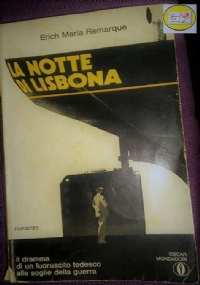 Erich Maria Remarque
LA NOTTE
DI LISBONA
romanzo
il dramma
di un fuoruscito tedesco
alle soglie della guerra
OSCAR
MONDADORI